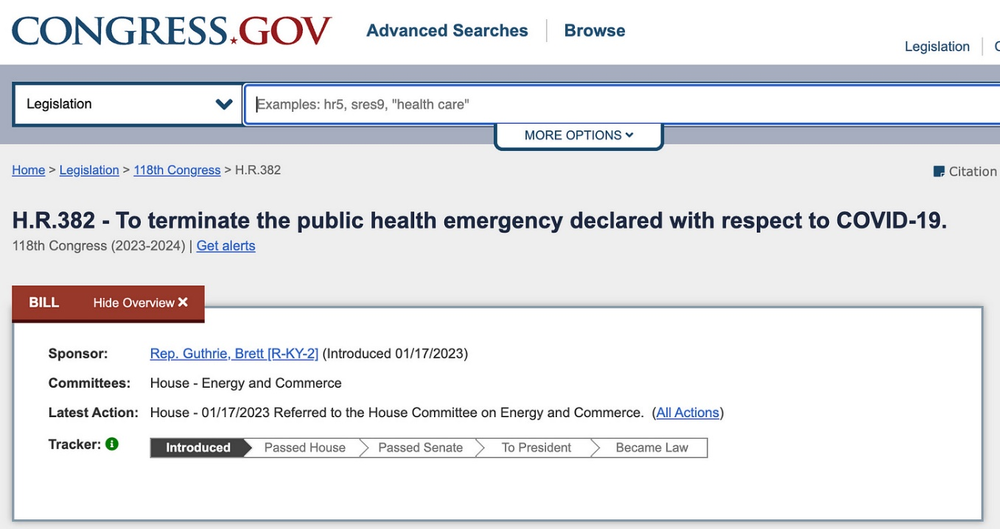 CONGRESS.GOV
Advanced Searches
Browse
Legislation
Legislation
Examples: hr5, sres9, "health care"
MORE OPTIONS
Home > Legislation > 118th Congress > H.R.382
Citation
H.R.382 - To terminate the public health emergency declared with respect to COVID-19.
118th Congress (2023-2024) | Get alerts
BILL Hide Overview ×
Sponsor: Rep. Guthrie, Brett [R-KY-2] (Introduced 01/17/2023)
Committees: House - Energy and Commerce
Latest Action: House - 01/17/2023 Referred to the House Committee on Energy and Commerce. (All Actions)
Tracker: Introduced Passed House Passed Senate To President Became Law